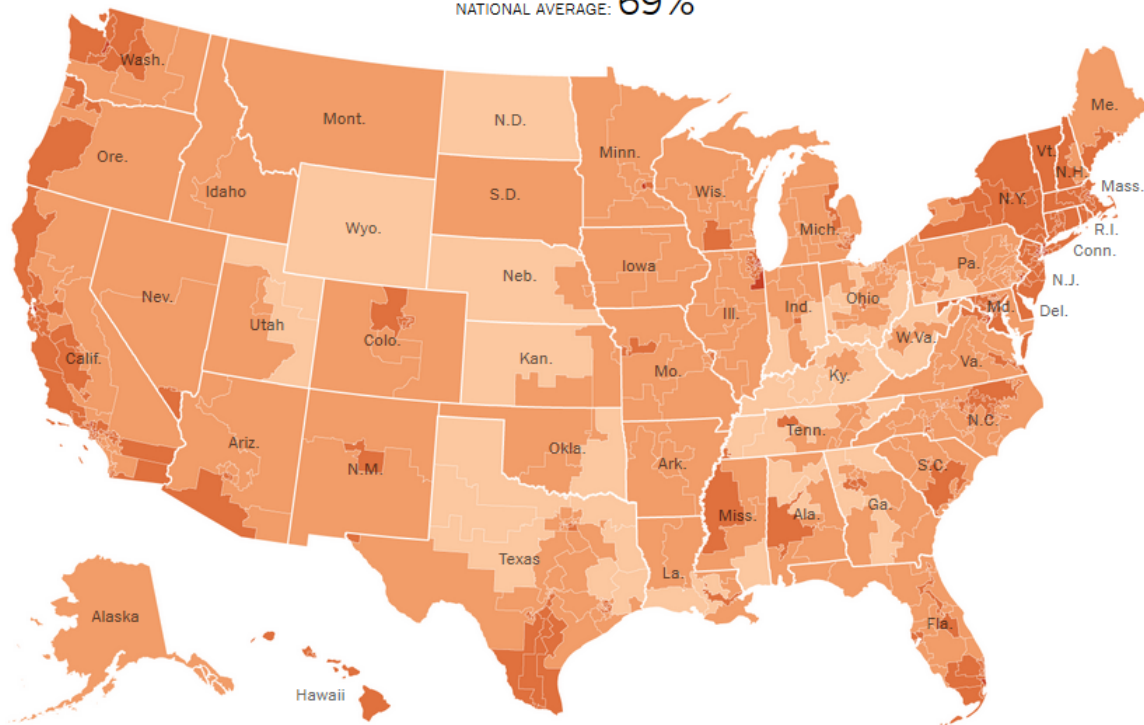 NATIONAL AVERAGE: 69%
Wash.
Mont.
N.D.
Minn.
Me.
Ore.
Idaho
S.D.
Wis.
Mich.
Vt.
N.H.
N.Y.
Mass.
R.I.
Conn.
Wyo.
Neb.
Iowa
Pa.
N.J.
Nev.
Utah
Colo.
Kan.
Ill.
Ind.
Ohio
Md.
Del.
Calif.
Mo.
Ky.
W.Va.
Va.
Ariz.
N.M.
Okla.
Ark.
Tenn.
N.C.
S.C.
Texas
La.
Miss.
Ala.
Ga.
Fla.
Alaska
Hawaii